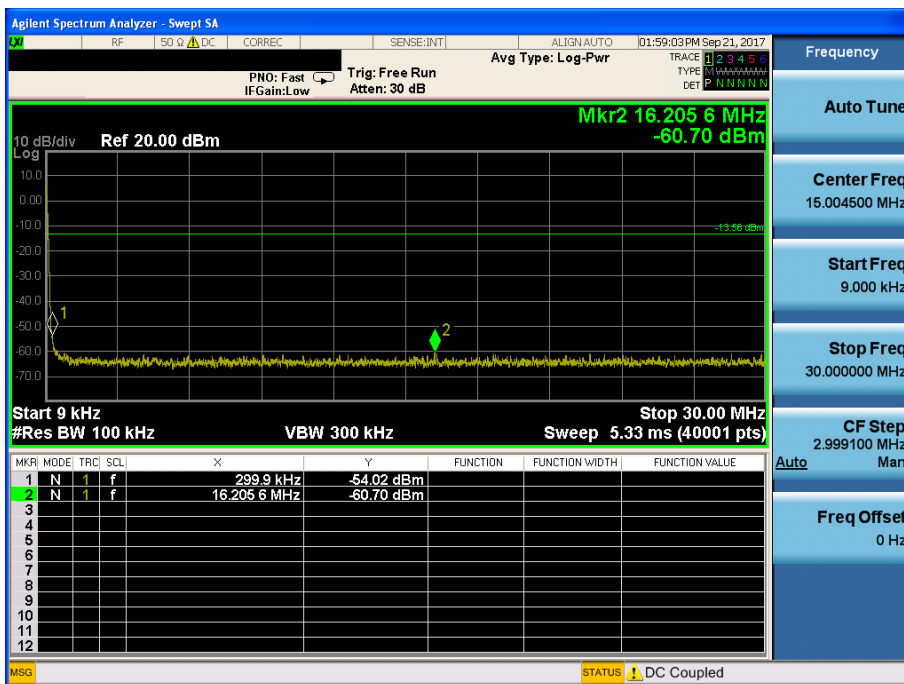 Agilent Spectrum Analyzer - Swept SA
LXI RF 50 Ω DC CORREC SENSE:INT ALIGN AUTO 01:59:03 PM Sep 21, 2017
Frequency
Avg Type: Log-Pwr
TRACE 1 2 3 4 5 6
TYPE M WWWWW
DET P N N N N N
PNO: Fast
IFGain:Low
Trig: Free Run
Atten: 30 dB
Auto Tune
Mkr2 16.205 6 MHz
-60.70 dBm
10 dB/div Ref 20.00 dBm
Log
10.0
0.00
-10.0
-20.0
-30.0
-40.0
-50.0
-60.0
-70.0
-13.56 dBm
1
2
Center Freq
15.004500 MHz
Start Freq
9.000 kHz
Stop Freq
30.000000 MHz
Start 9 kHz Stop 30.00 MHz
#Res BW 100 kHz VBW 300 kHz Sweep 5.33 ms (40001 pts)
CF Step
2.999100 MHz
Auto Man
MKR MODE TRC SCL X Y FUNCTION FUNCTION WIDTH FUNCTION VALUE
1 N 1 f 299.9 kHz -54.02 dBm
2 N 1 f 16.205 6 MHz -60.70 dBm
3
4
5
6
7
8
9
10
11
12
Freq Offset
0 Hz
MSG STATUS DC Coupled